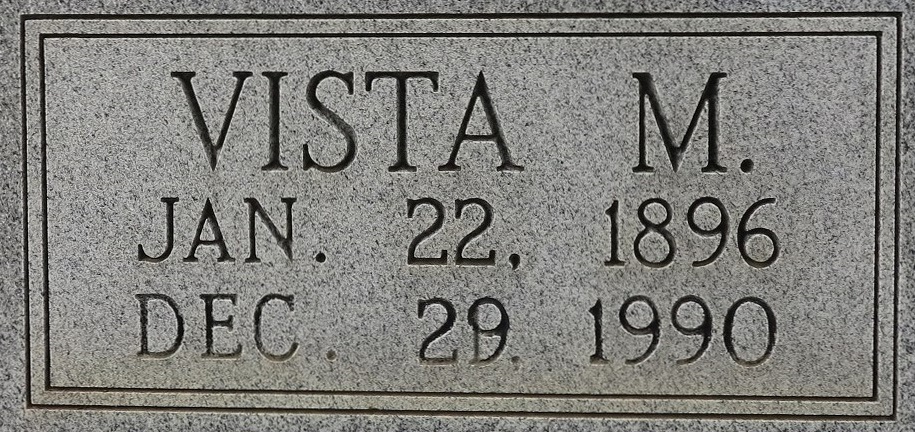 VISTA M.
JAN. 22, 1896
DEC. 29. 1990